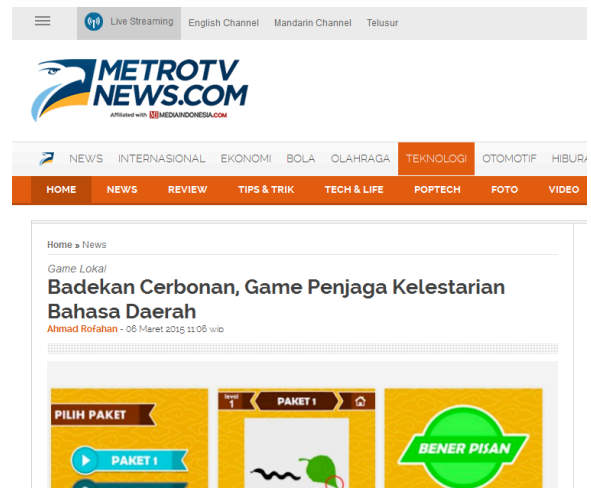 Live Streaming English Channel Mandarin Channel Telusur
METROTV
NEWS.COM
Affiliated with MI MEDIAINDONESIA.COM
NEWS INTERNASIONAL EKONOMI BOLA OLAHRAGA TEKNOLOGI OTOMOTIF HIBURA
HOME NEWS REVIEW TIPS & TRIK TECH & LIFE POPTECH FOTO VIDEO
Home » News
Game Lokal
Badekan Cerbonan, Game Penjaga Kelestarian
Bahasa Daerah
Ahmad Rofahan - 06 Maret 2015 11:06 wib
PILIH PAKET
PAKET 1
level
1
PAKET 1
BENER PISAN